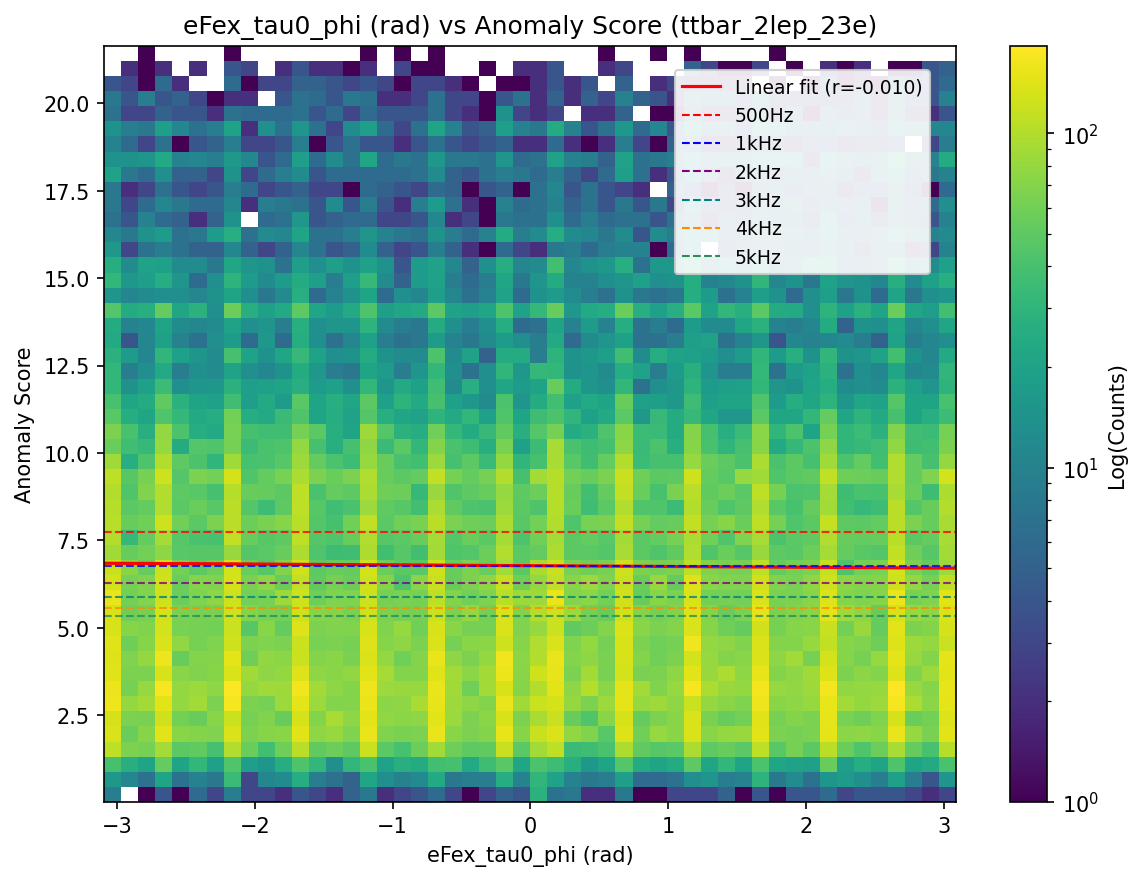 eFex_tau0_phi (rad) vs Anomaly Score (ttbar_2lep_23e)
Linear fit (r=-0.010)
500Hz
1kHz
2kHz
3kHz
4kHz
5kHz
20.0
17.5
15.0
12.5
10.0
7.5
5.0
2.5
Anomaly Score
−3
−2
−1
0
1
2
3
eFex_tau0_phi (rad)
10²
10¹
10⁰
Log(Counts)